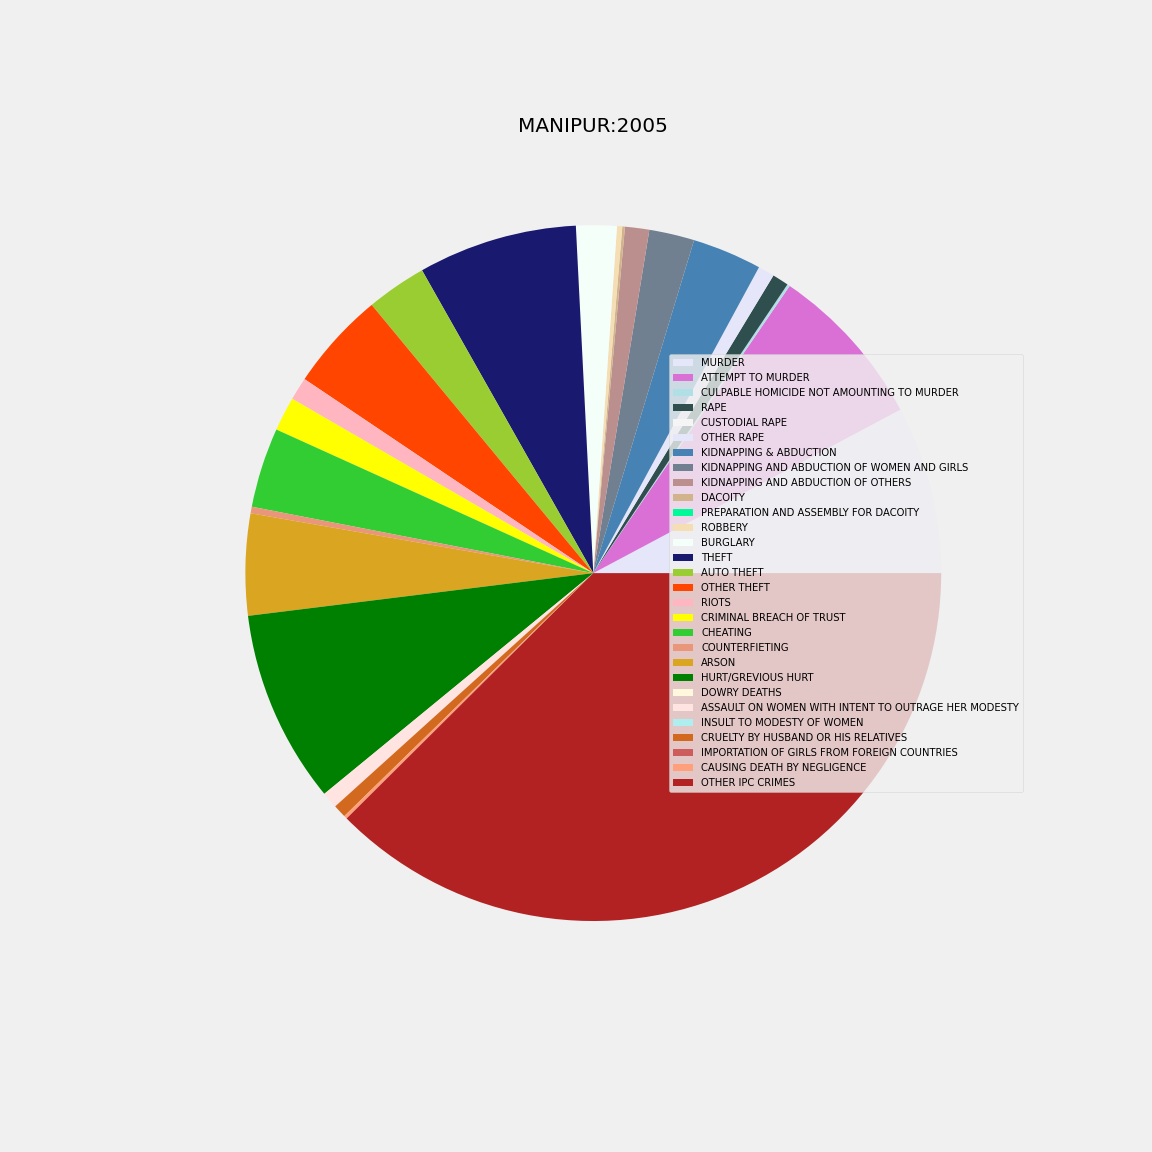 MANIPUR:2005
MURDER
ATTEMPT TO MURDER
CULPABLE HOMICIDE NOT AMOUNTING TO MURDER
RAPE
CUSTODIAL RAPE
OTHER RAPE
KIDNAPPING & ABDUCTION
KIDNAPPING AND ABDUCTION OF WOMEN AND GIRLS
KIDNAPPING AND ABDUCTION OF OTHERS
DACOITY
PREPARATION AND ASSEMBLY FOR DACOITY
ROBBERY
BURGLARY
THEFT
AUTO THEFT
OTHER THEFT
RIOTS
CRIMINAL BREACH OF TRUST
CHEATING
COUNTERFIETING
ARSON
HURT/GREVIOUS HURT
DOWRY DEATHS
ASSAULT ON WOMEN WITH INTENT TO OUTRAGE HER MODESTY
INSULT TO MODESTY OF WOMEN
CRUELTY BY HUSBAND OR HIS RELATIVES
IMPORTATION OF GIRLS FROM FOREIGN COUNTRIES
CAUSING DEATH BY NEGLIGENCE
OTHER IPC CRIMES